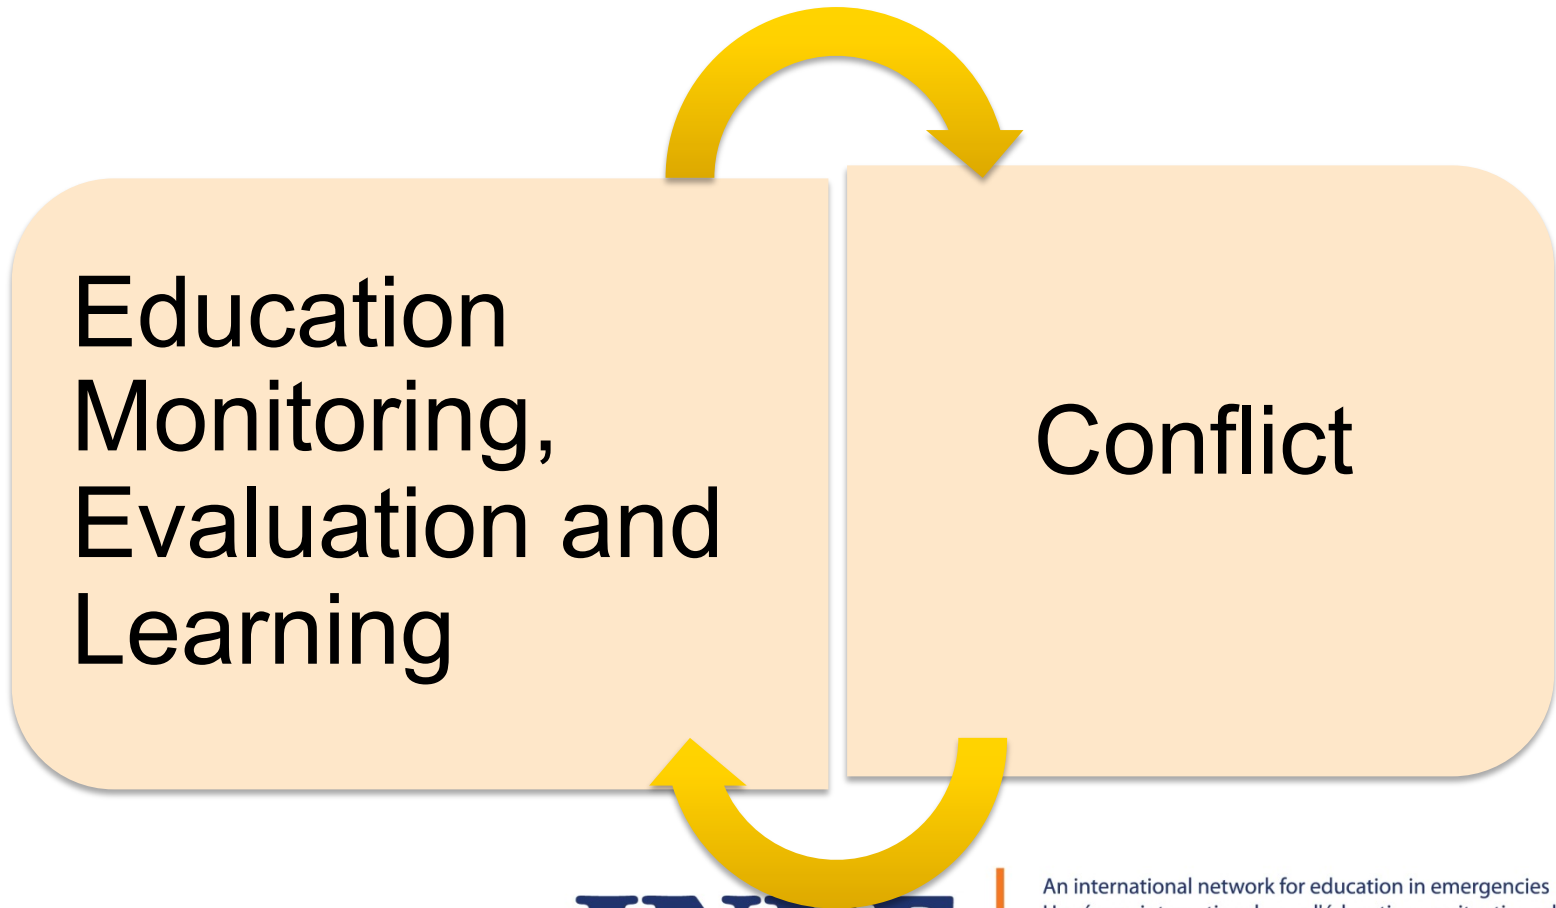 Education
Monitoring,
Evaluation and
Learning
Conflict
An international network for education in emergencies